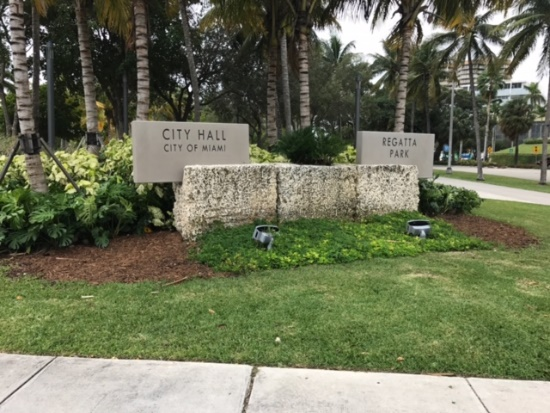 CITY HALL
CITY OF MIAMI
REGATTA
PARK